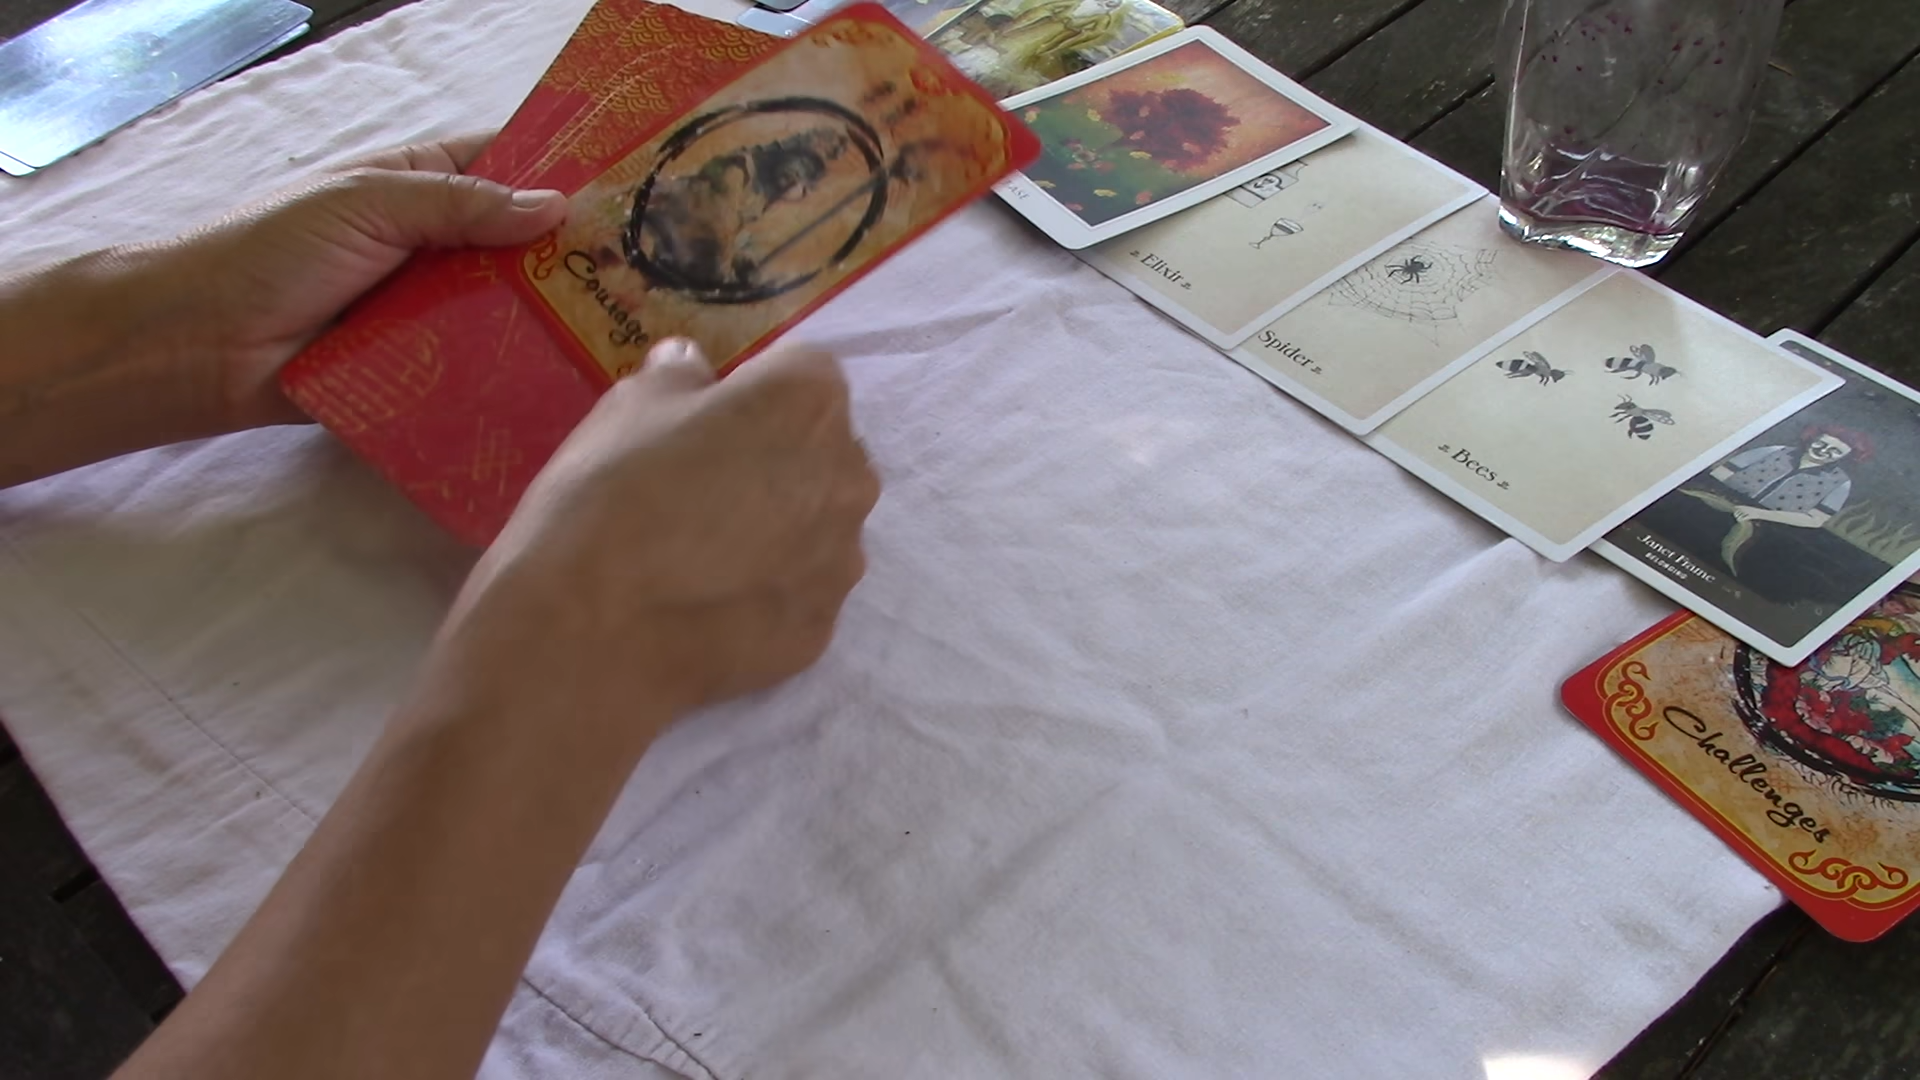 Courage
Elixir
Spider
Bees
Janet Frame
BELONGING
Challenges